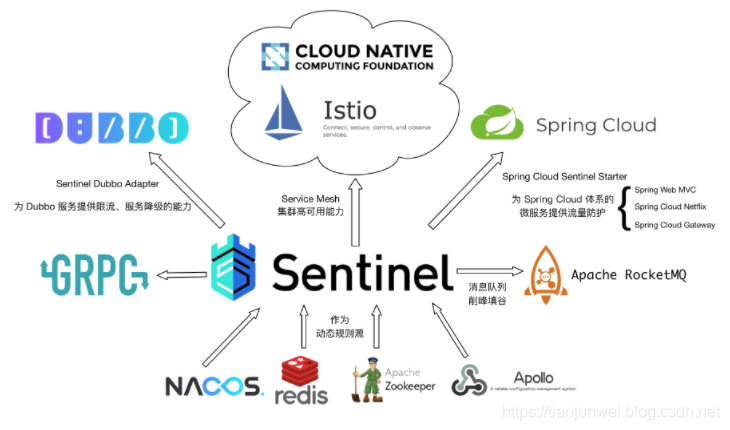 CLOUD NATIVE
COMPUTING FOUNDATION
Istio
Connect, secure, control, and observe
services.
DUBBO
Spring Cloud
Sentinel Dubbo Adapter
为 Dubbo 服务提供限流、服务降级的能力
Service Mesh
集群高可用能力
Spring Cloud Sentinel Starter
为 Spring Cloud 体系的
微服务提供流量防护
Spring Web MVC
Spring Cloud Netflix
Spring Cloud Gateway
GRPC
Sentinel
消息队列
削峰填谷
Apache RocketMQ
作为
动态规则源
NACOS.
redis
Apache
Zookeeper
Apollo
A reliable configuration management system
https://tianjunwei.blog.csdn.net